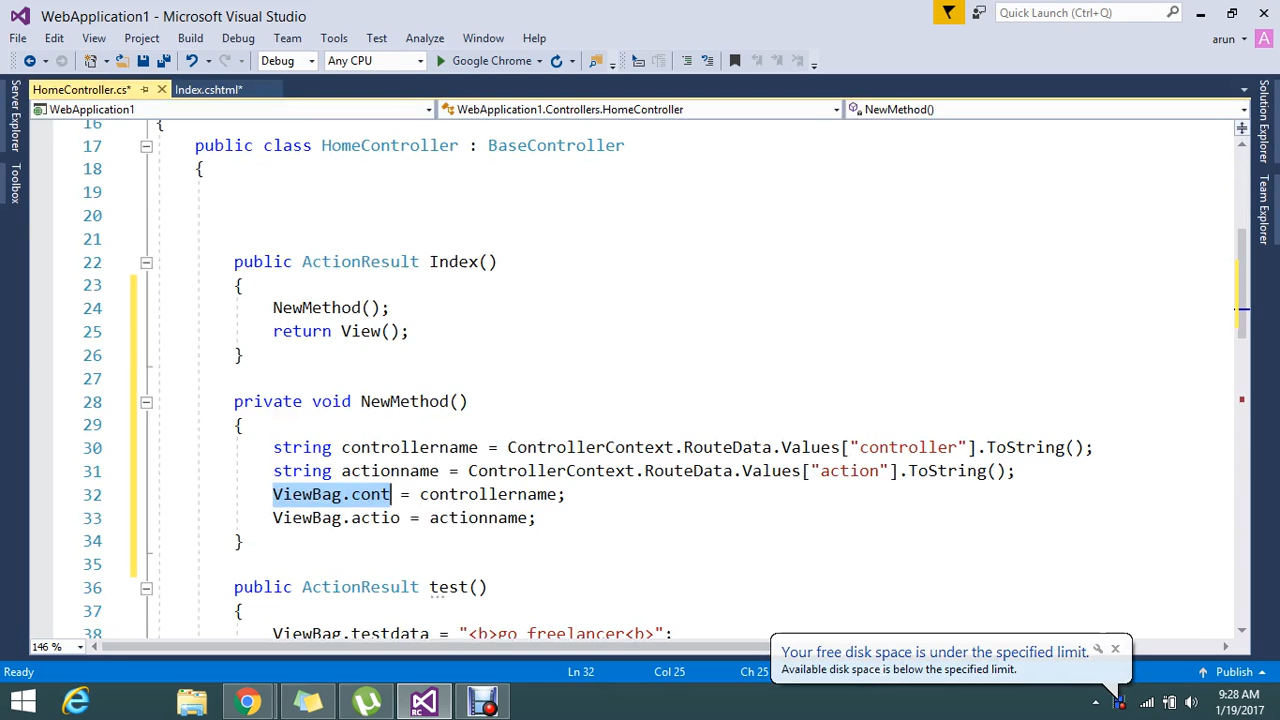 WebApplication1 - Microsoft Visual Studio
Quick Launch (Ctrl+Q)
File Edit View Project Build Debug Team Tools Test Analyze Window Help
arun A
Debug Any CPU Google Chrome
HomeController.cs* Index.cshtml*
WebApplication1 WebApplication1.Controllers.HomeController NewMethod()
Server Explorer
Toolbox
Solution Explorer
Team Explorer
16 {
17 public class HomeController : BaseController
18 {
19
20
21
22 public ActionResult Index()
23 {
24 NewMethod();
25 return View();
26 }
27
28 private void NewMethod()
29 {
30 string controllername = ControllerContext.RouteData.Values["controller"].ToString();
31 string actionname = ControllerContext.RouteData.Values["action"].ToString();
32 ViewBag.cont = controllername;
33 ViewBag.actio = actionname;
34 }
35
36 public ActionResult test()
37 {
38 ViewBag.testdata = "<b>go freelancer<b>";
146 %
Your free disk space is under the specified limit.
Available disk space is below the specified limit.
Ready Ln 32 Col 25 Ch 25 Publish
RC
9:28 AM
1/19/2017